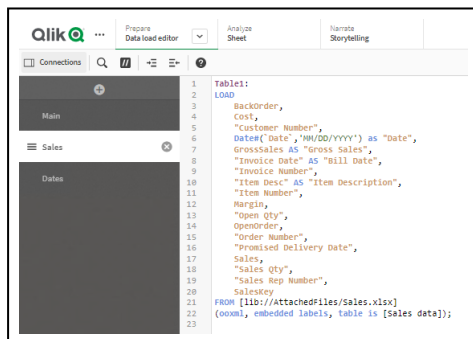 Qlik
Prepare
Data load editor
Analyze
Sheet
Narrate
Storytelling
Connections
Main
Sales
Dates
1 Table1:
2 LOAD
3 BackOrder,
4 Cost,
5 "Customer Number",
6 Date#(`Date`,'MM/DD/YYYY') as "Date",
7 GrossSales AS "Gross Sales",
8 "Invoice Date" AS "Bill Date",
9 "Invoice Number",
10 "Item Desc" AS "Item Description",
11 "Item Number",
12 Margin,
13 "Open Qty",
14 OpenOrder,
15 "Order Number",
16 "Promised Delivery Date",
17 Sales,
18 "Sales Qty",
19 "Sales Rep Number",
20 SalesKey
21 FROM [lib://AttachedFiles/Sales.xlsx]
22 (ooxml, embedded labels, table is [Sales data]);
23